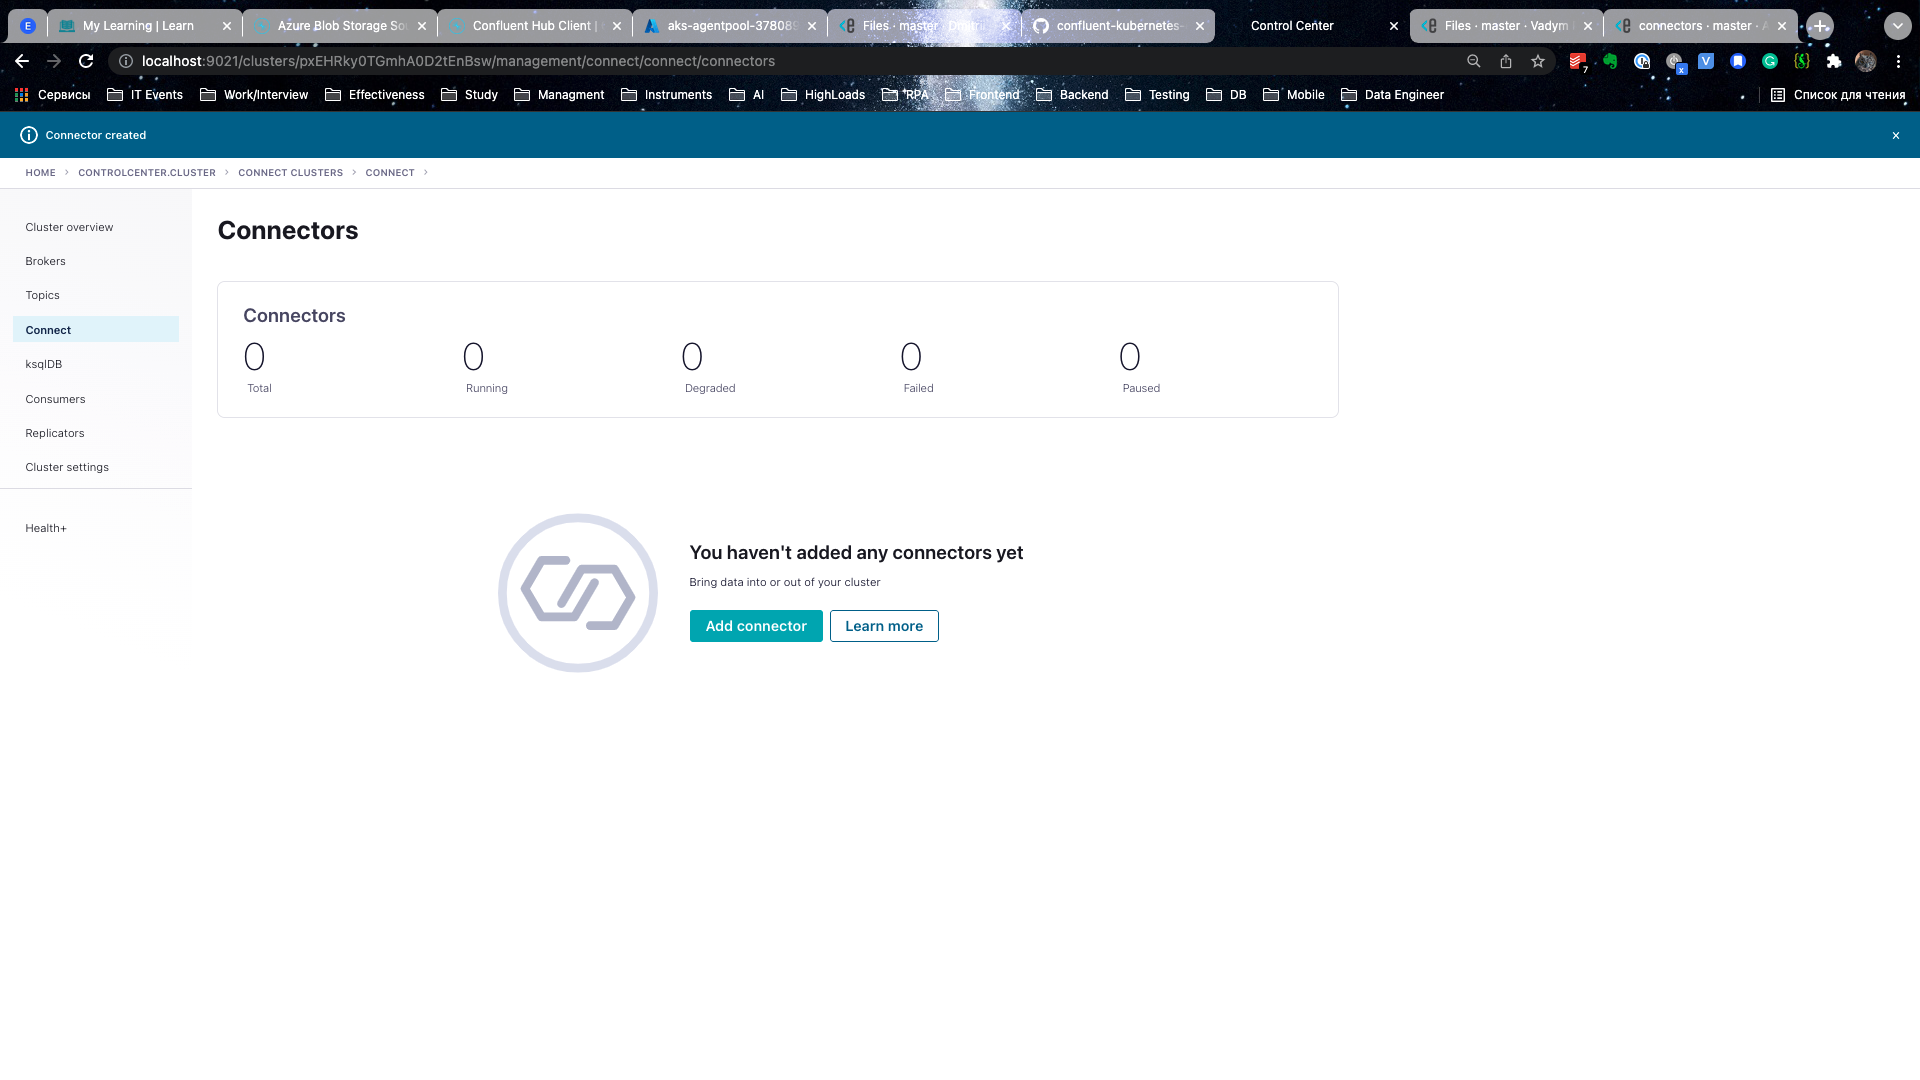 E
My Learning | Learn
Azure Blob Storage So
Confluent Hub Client |
aks-agentpool-378089
Files · master
confluent-kubernetes-
Control Center
Files · master · Vadym
connectors · master · A
localhost:9021/clusters/pxEHRky0TGmhA0D2tEnBsw/management/connect/connect/connectors
7
x
V
G
Сервисы
IT Events
Work/Interview
Effectiveness
Study
Managment
Instruments
AI
HighLoads
RPA
Frontend
Backend
Testing
DB
Mobile
Data Engineer
Список для чтения
Connector created
HOME
CONTROLCENTER.CLUSTER
CONNECT CLUSTERS
CONNECT
Cluster overview
Brokers
Topics
Connect
ksqlDB
Consumers
Replicators
Cluster settings
Health+
Connectors
Connectors
0 0 0 0 0
Total Running Degraded Failed Paused
You haven't added any connectors yet
Bring data into or out of your cluster
Add connector
Learn more